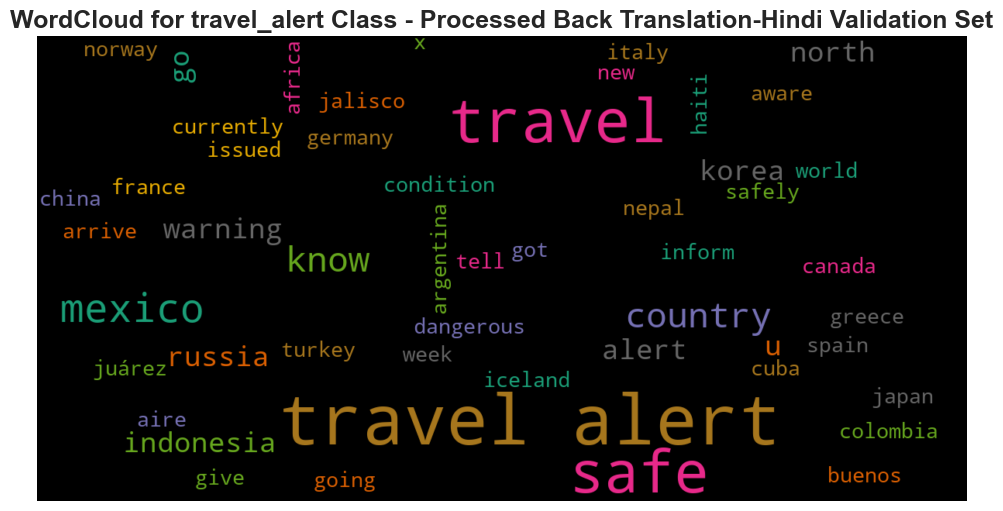 WordCloud for travel_alert Class - Processed Back Translation-Hindi Validation Set
norway
go
africa
x
italy
north
new
haiti
aware
jalisco
travel
currently
germany
issued
korea
world
china
france
condition
safely
nepal
arrive
warning
argentina
got
know
tell
inform
canada
mexico
dangerous
country
greece
juárez
russia
turkey
week
alert
u
spain
cuba
iceland
japan
travel alert
aire
indonesia
colombia
give
going
safe
buenos